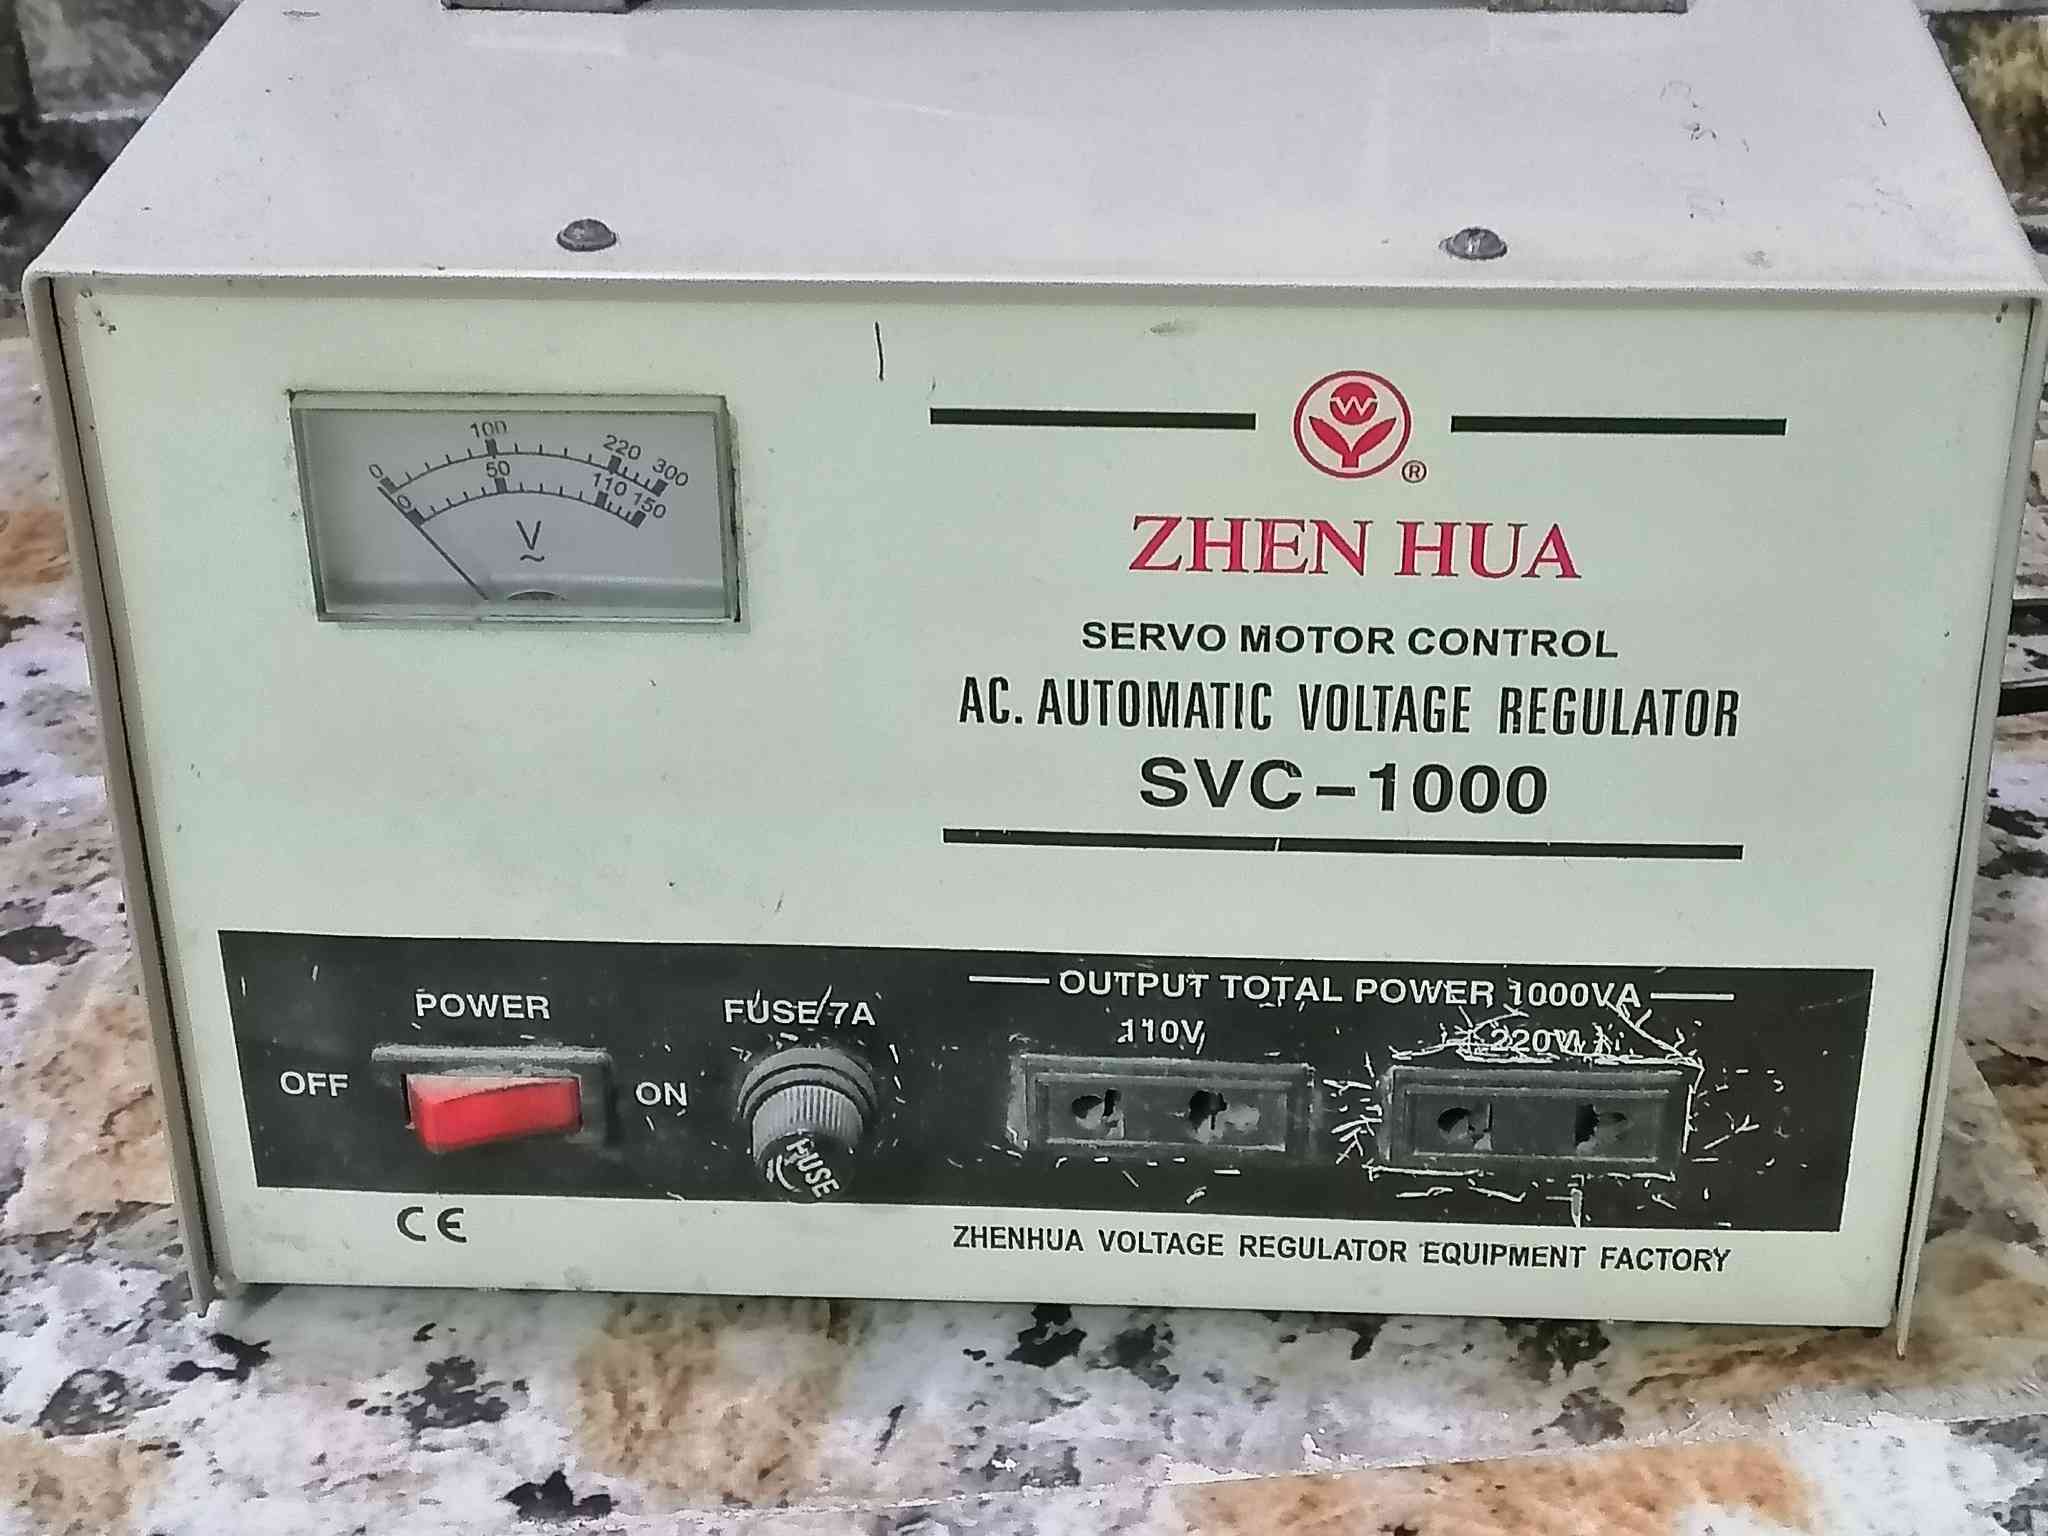 0 100 220 300
0 50 110 150
V
~
W
®
ZHEN HUA
SERVO MOTOR CONTROL
AC. AUTOMATIC VOLTAGE REGULATOR
SVC-1000
OUTPUT TOTAL POWER 1000VA
POWER
FUSE 7A
110V
220V
OFF
ON
FUSE
CE
ZHENHUA VOLTAGE REGULATOR EQUIPMENT FACTORY